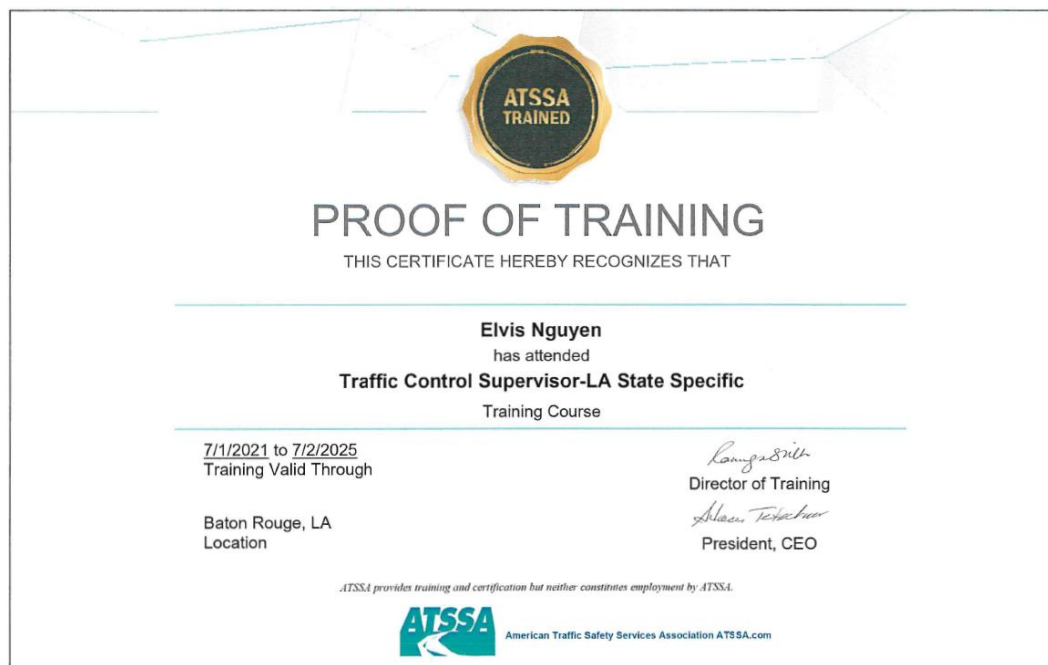 ATSSA
TRAINED
PROOF OF TRAINING
THIS CERTIFICATE HEREBY RECOGNIZES THAT
Elvis Nguyen
has attended
Traffic Control Supervisor-LA State Specific
Training Course
7/1/2021 to 7/2/2025
Training Valid Through
Director of Training
Baton Rouge, LA
Location
President, CEO
ATSSA provides training and certification but neither constitutes employment by ATSSA.
ATSSA
American Traffic Safety Services Association ATSSA.com